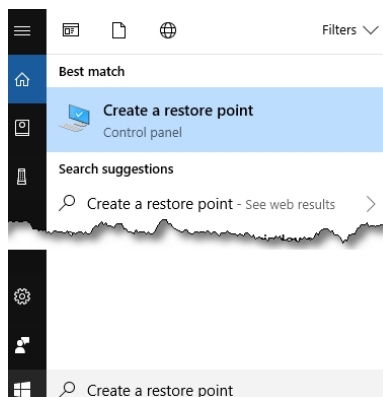 Filters
Best match
Create a restore point
Control panel
Search suggestions
Create a restore point - See web results
Create a restore point